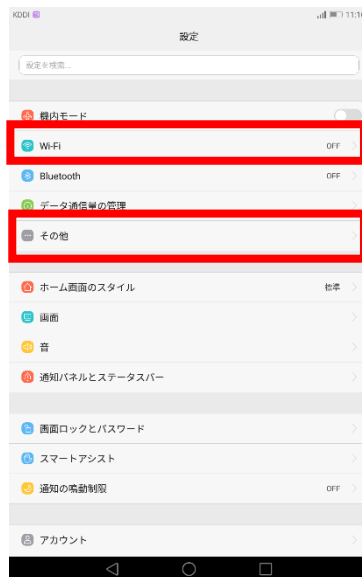 KDDI
11:16
設定
設定を検索...
機内モード
Wi-Fi OFF
Bluetooth OFF
データ通信量の管理
その他
ホーム画面のスタイル 標準
画面
音
通知パネルとステータスバー
画面ロックとパスワード
スマートアシスト
通知の鳴動制限 OFF
アカウント